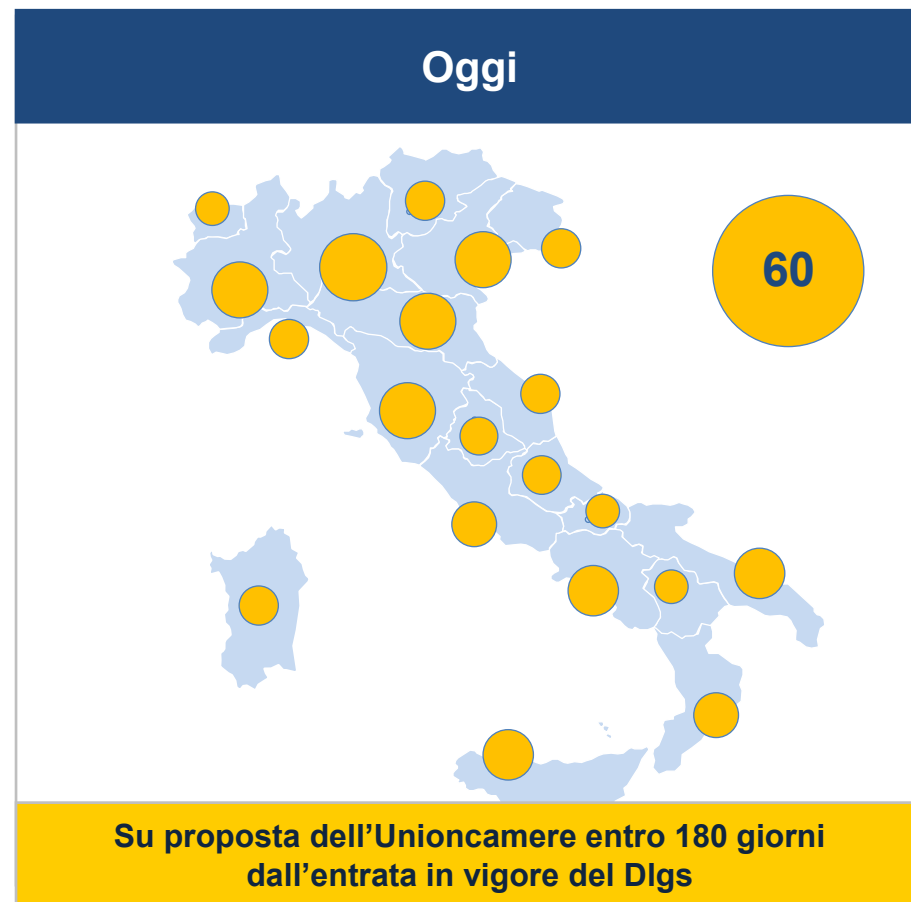 Oggi
60
Su proposta dell'Unioncamere entro 180 giorni
dall'entrata in vigore del Dlgs